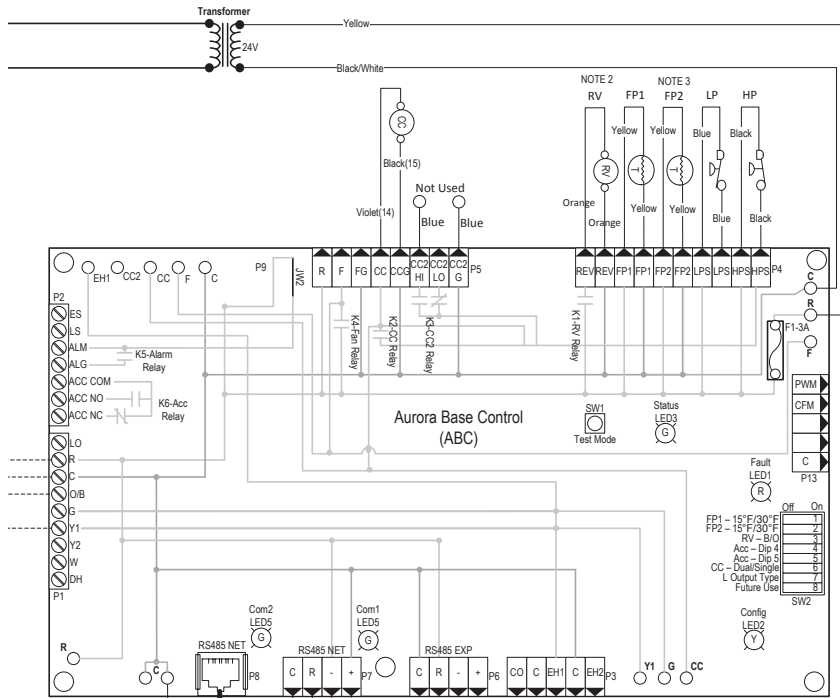 Transformer
Yellow
24V
Black/White
NOTE 2
NOTE 3
RV
FP1
FP2
LP
HP
CC
Yellow
Yellow
Blue
Black
Black(15)
RV
T
T
Not Used
Violet(14)
Blue
Blue
Orange
Orange
Yellow
Yellow
Blue
Black
EH1
CC2
CC
F
C
P9
JW2
R
F
FG
CC
CCG
CC2 HI
CC2 LO
CC2 G
P5
REV
REV
FP1
FP1
FP2
FP2
LPS
LPS
HPS
HPS
P4
C
R
F1-3A
F
P2
ES
LS
ALM
ALG
ACC COM
ACC NO
ACC NC
K5-Alarm
Relay
K6-Acc
Relay
K4-Fan Relay
K2-CC Relay
K3-CC2 Relay
K1-RV Relay
Aurora Base Control
(ABC)
SW1
Test Mode
Status
LED3
G
PWM
CFM
C
P13
LO
R
C
O/B
G
Y1
Y2
W
DH
P1
Fault
LED1
R
Off On
FP1 – 15°F/30°F 1
FP2 – 15°F/30°F 2
RV – B/O 3
Acc – Dip 4 4
Acc – Dip 5 5
CC – Dual/Single 6
L Output Type 7
Future Use 8
SW2
Config
LED2
Y
Com2
LED5
G
Com1
LED5
G
R
C
RS485 NET
P8
RS485 NET
C R - +
P7
RS485 EXP
C R - +
P6
CO C EH1 C EH2
P3
Y1
G
CC